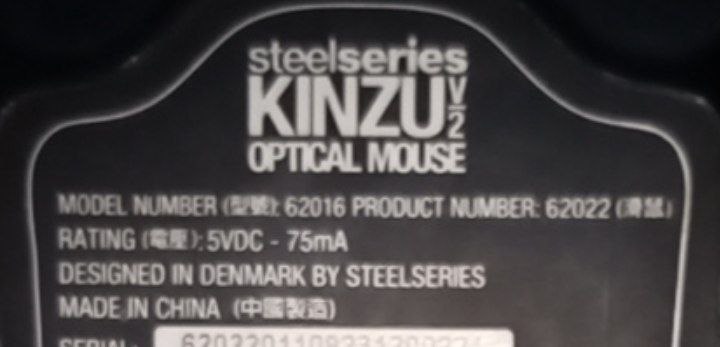 steelseries
KINZU V2
OPTICAL MOUSE
MODEL NUMBER (型號): 62016 PRODUCT NUMBER: 62022 (滑鼠)
RATING (電壓): 5VDC - 75mA
DESIGNED IN DENMARK BY STEELSERIES
MADE IN CHINA (中國製造)
SERIAL: